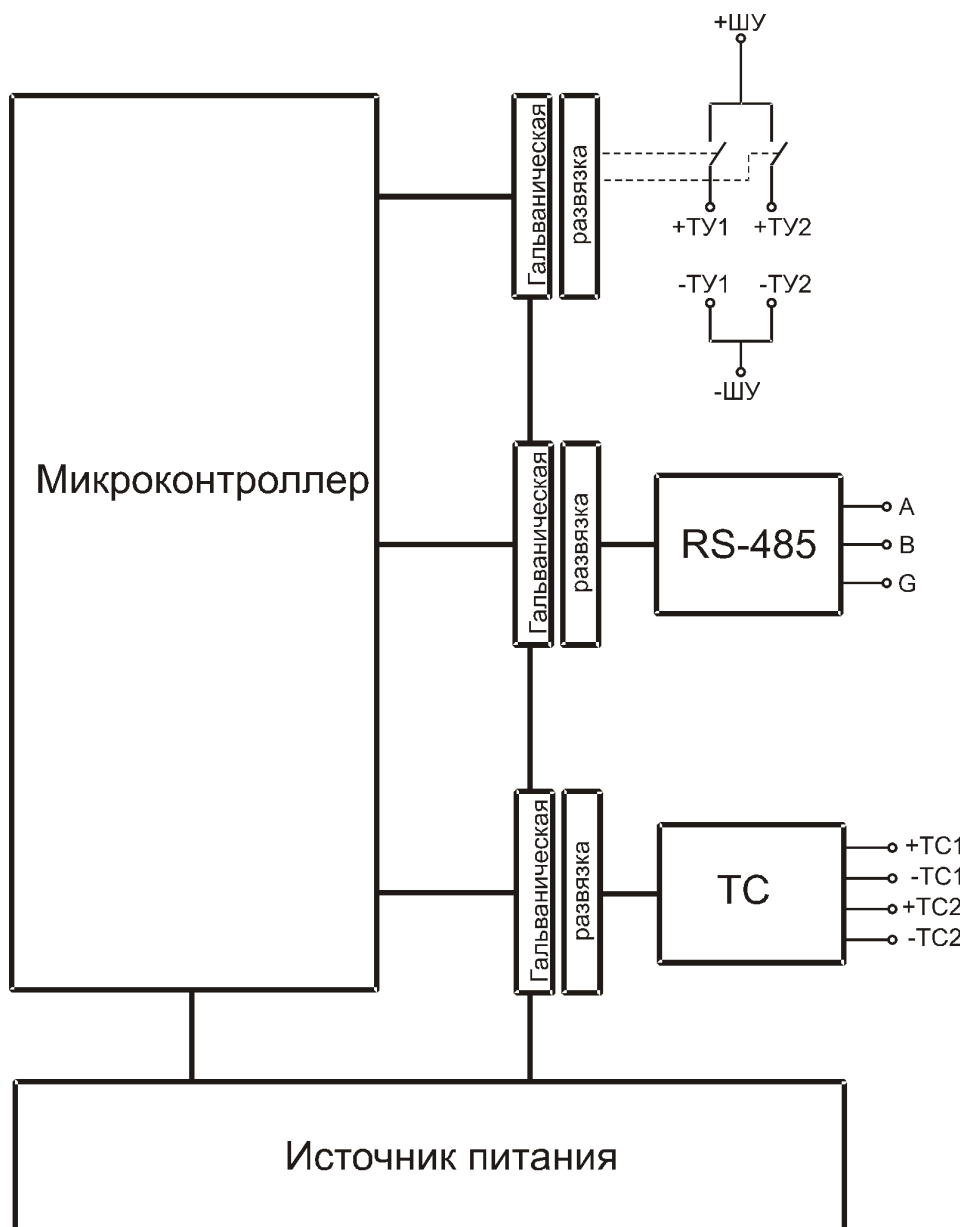 +ШУ
Гальваническая
развязка
+ТУ1 +ТУ2
-ТУ1 -ТУ2
-ШУ
Микроконтроллер
Гальваническая
развязка
RS-485
A
B
G
Гальваническая
развязка
ТС
+ТС1
-ТС1
+ТС2
-ТС2
Источник питания